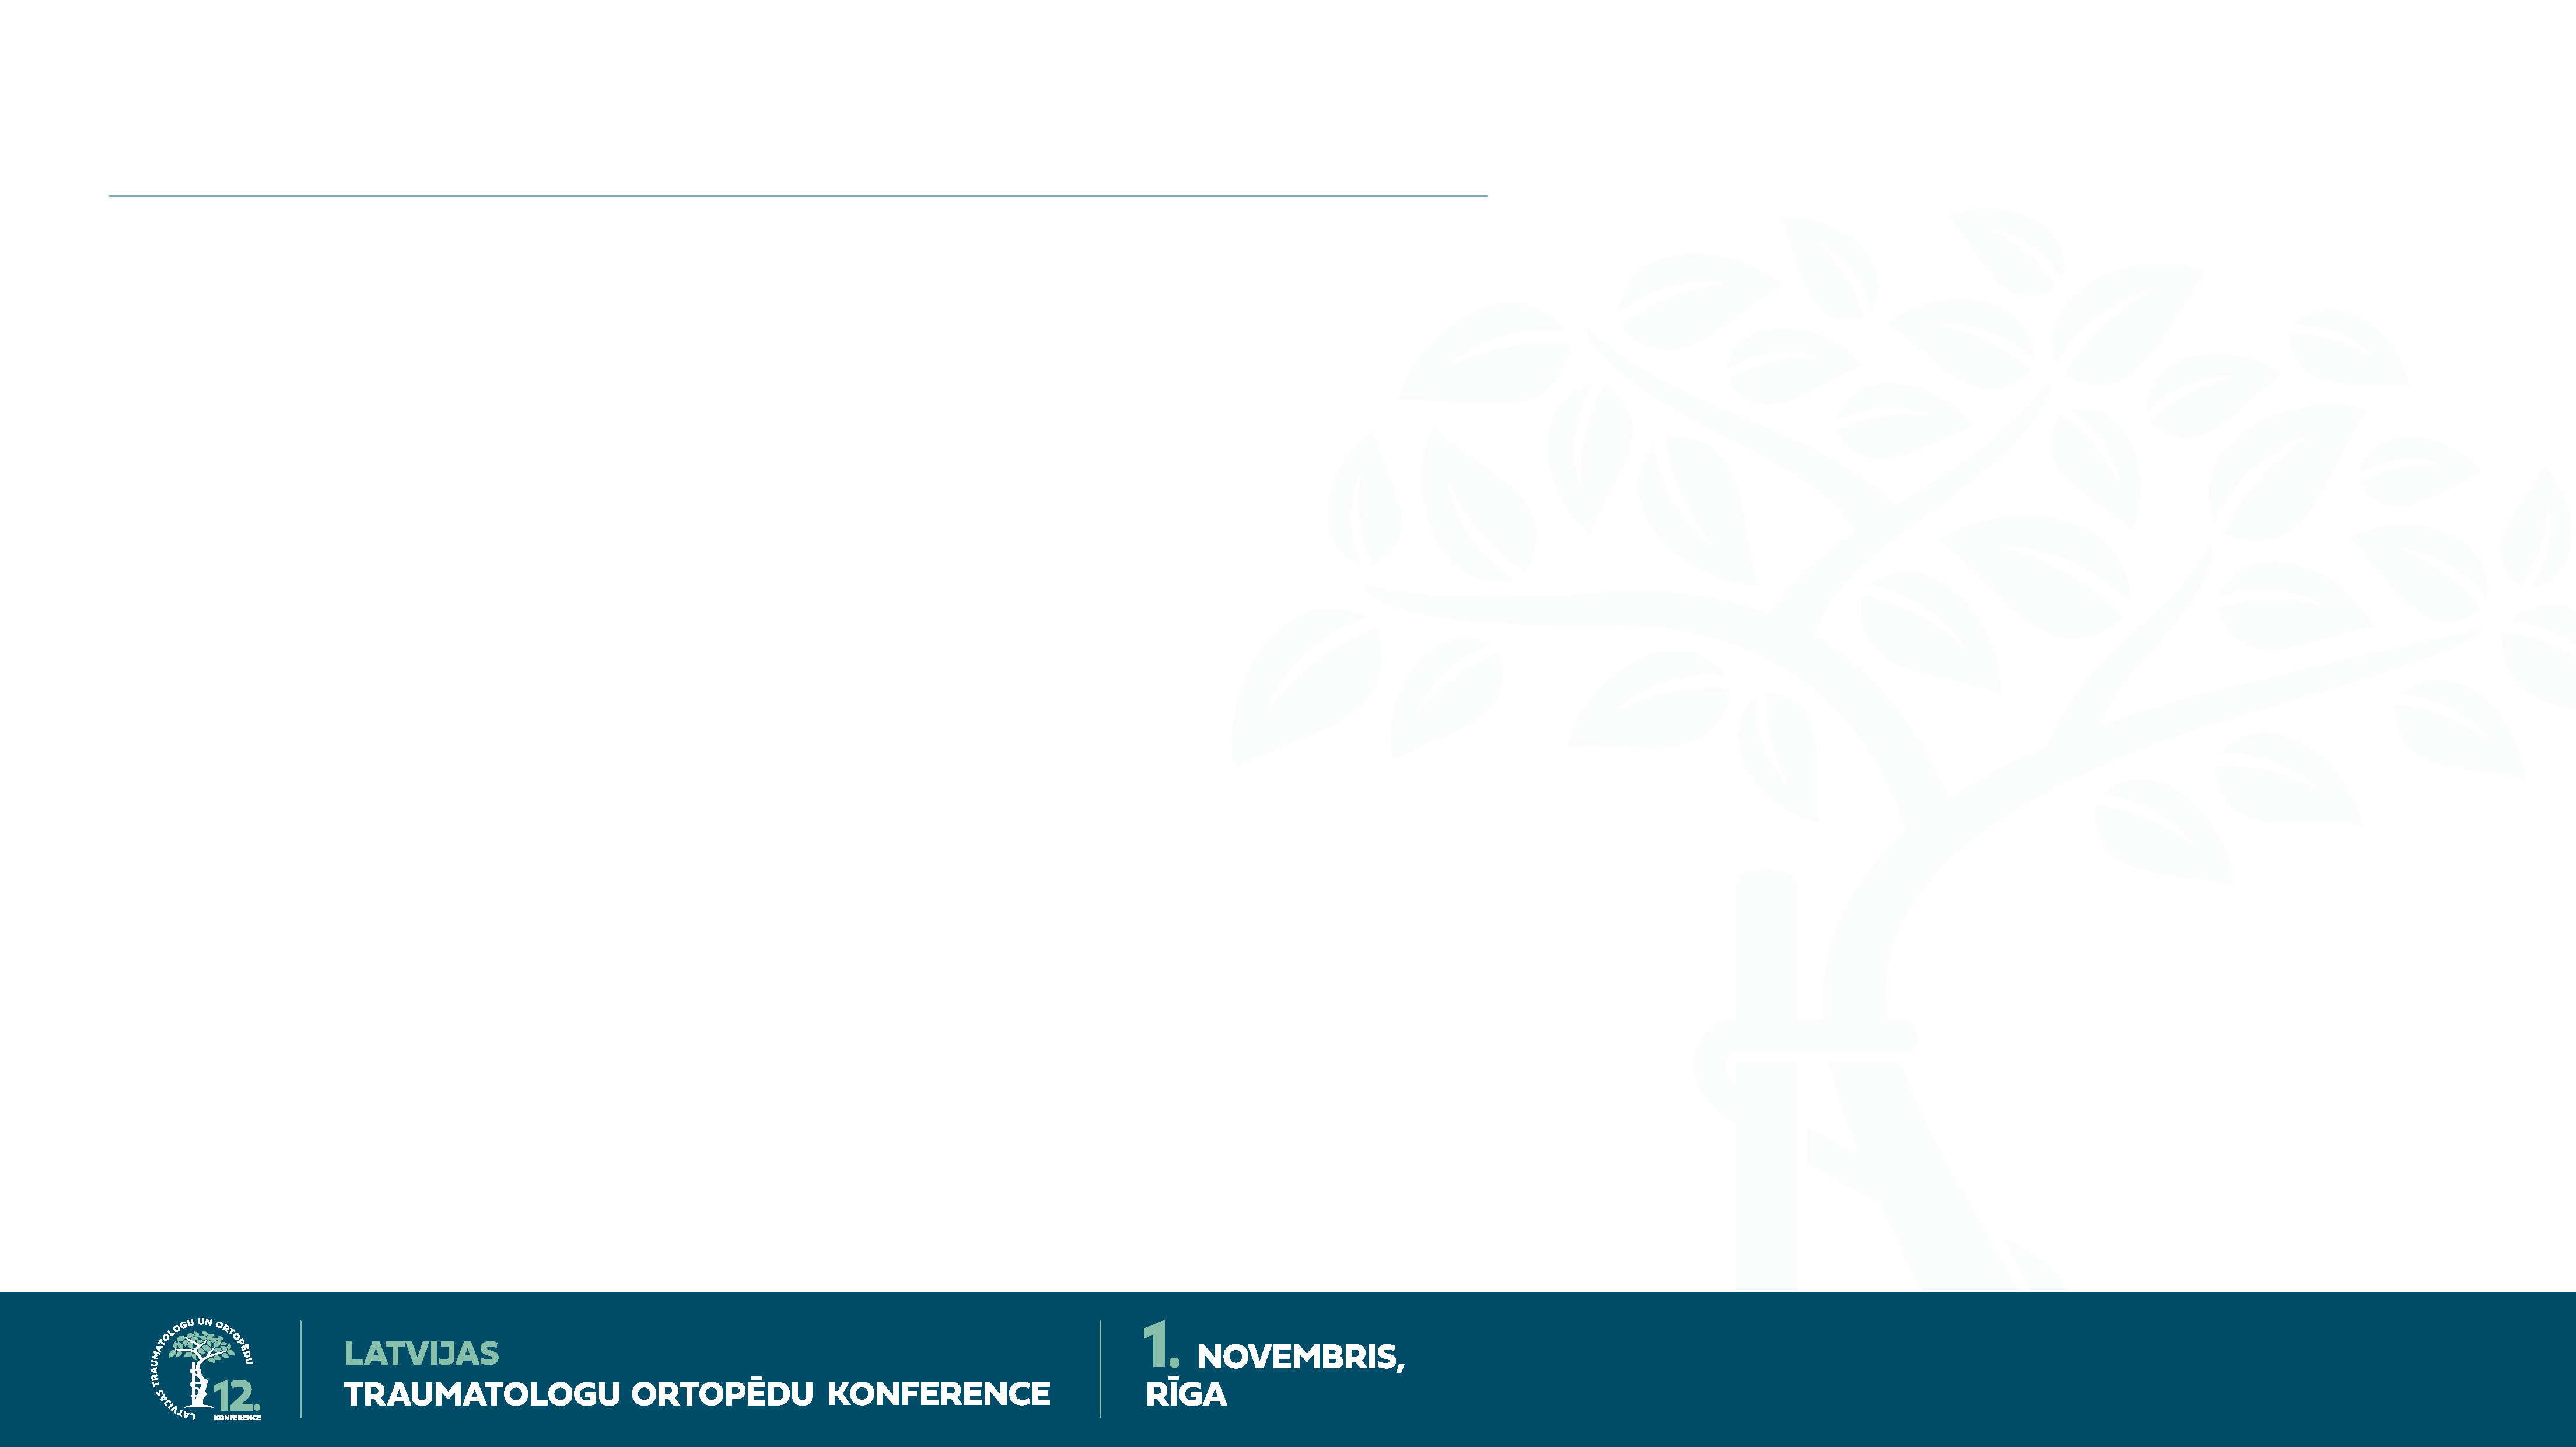 LATVIJAS TRAUMATOLOGU UN ORTOPĒDU
12.
KONFERENCE
LATVIJAS
TRAUMATOLOGU ORTOPĒDU KONFERENCE
1. NOVEMBRIS,
RĪGA